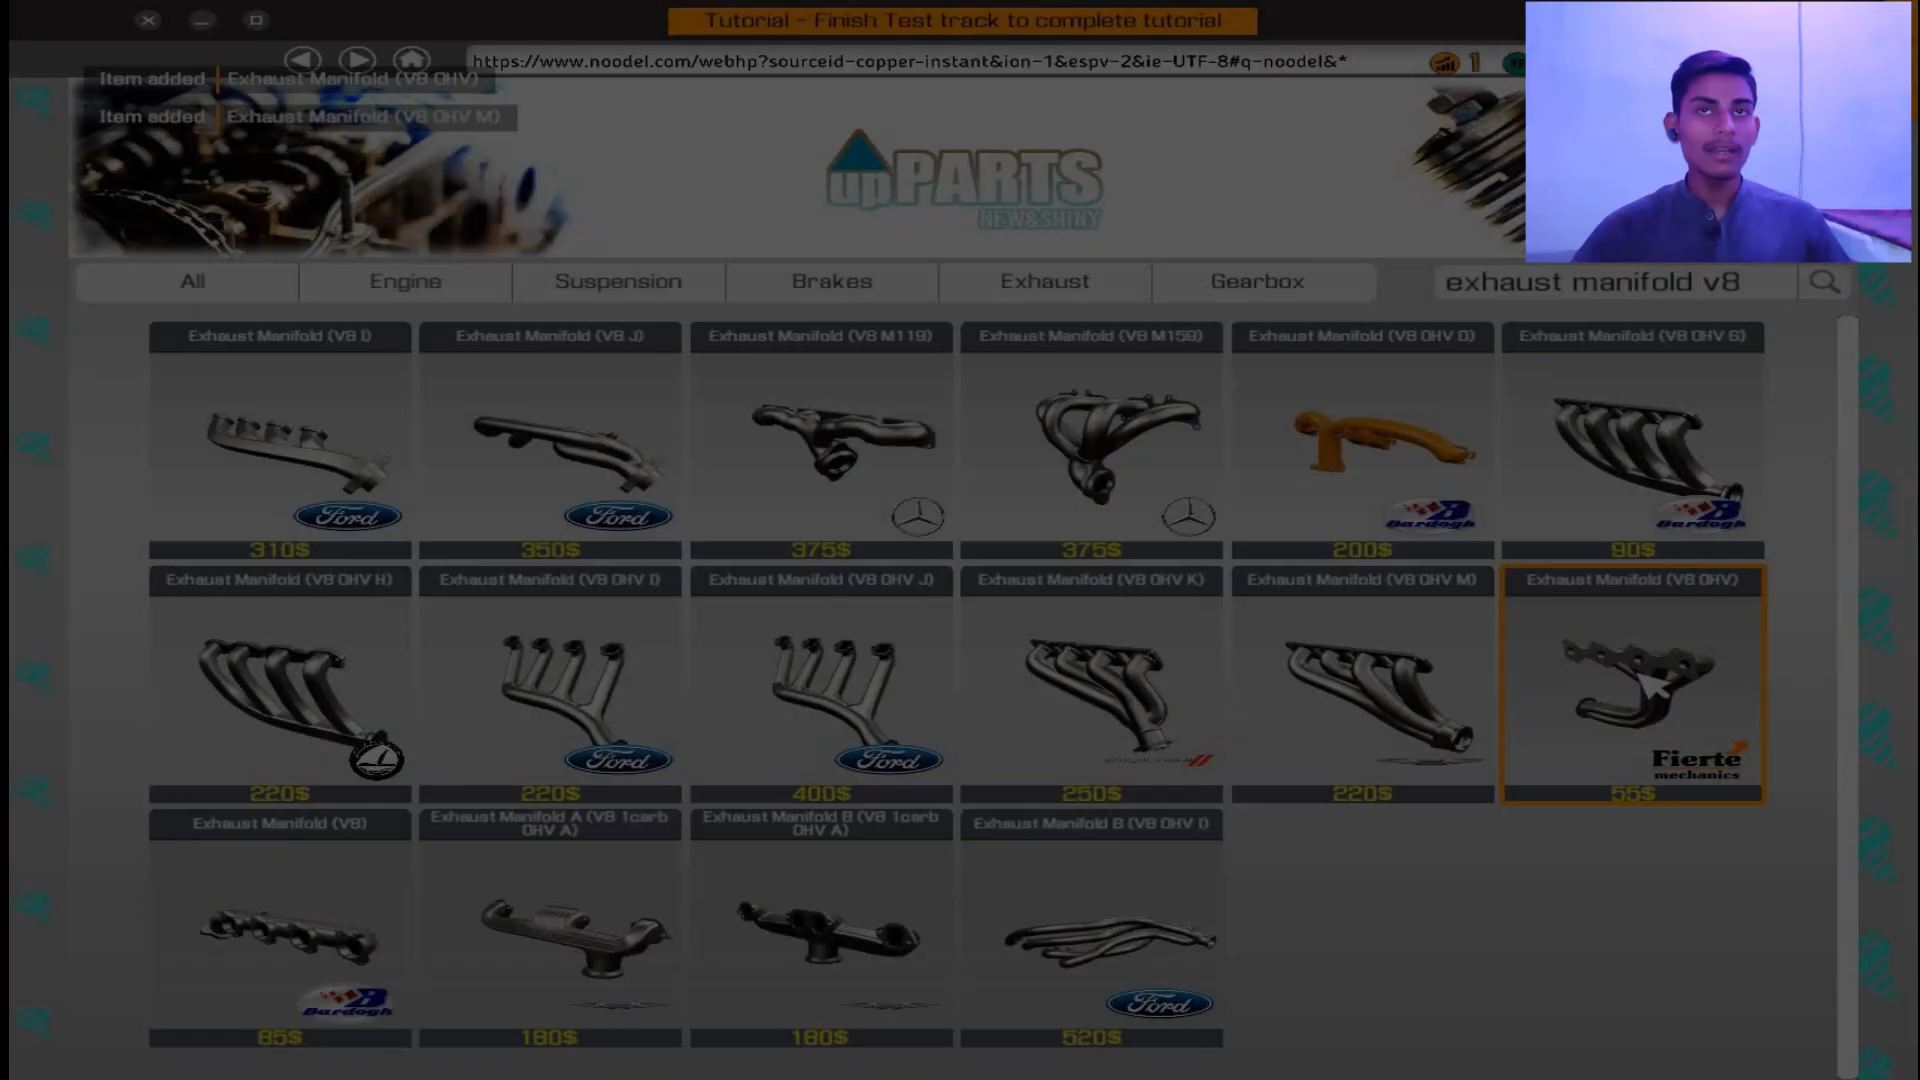 Tutorial - Finish Test track to complete tutorial
https://www.noodel.com/webhp?sourceid-copper-instant&ion-1&espv-2&ie-UTF-8#q-noodel&*
1
Item added Exhaust Manifold (V8 OHV)
Item added Exhaust Manifold (V8 OHV M)
upPARTS
NEW&SHINY
All Engine Suspension Brakes Exhaust Gearbox exhaust manifold v8
Exhaust Manifold (V8 I) Exhaust Manifold (V8 J) Exhaust Manifold (V8 M119) Exhaust Manifold (V8 M159) Exhaust Manifold (V8 OHV D) Exhaust Manifold (V8 OHV G)
Ford Ford Bardogh Bardogh
310$ 350$ 375$ 375$ 200$ 90$
Exhaust Manifold (V8 OHV H) Exhaust Manifold (V8 OHV I) Exhaust Manifold (V8 OHV J) Exhaust Manifold (V8 OHV K) Exhaust Manifold (V8 OHV M) Exhaust Manifold (V8 OHV)
Ford Ford Fierte
mechanics
220$ 220$ 400$ 250$ 220$ 55$
Exhaust Manifold (V8) Exhaust Manifold A (V8 1carb Exhaust Manifold B (V8 1carb Exhaust Manifold B (V8 OHV I)
OHV A) OHV A)
Bardogh Ford
85$ 180$ 180$ 520$